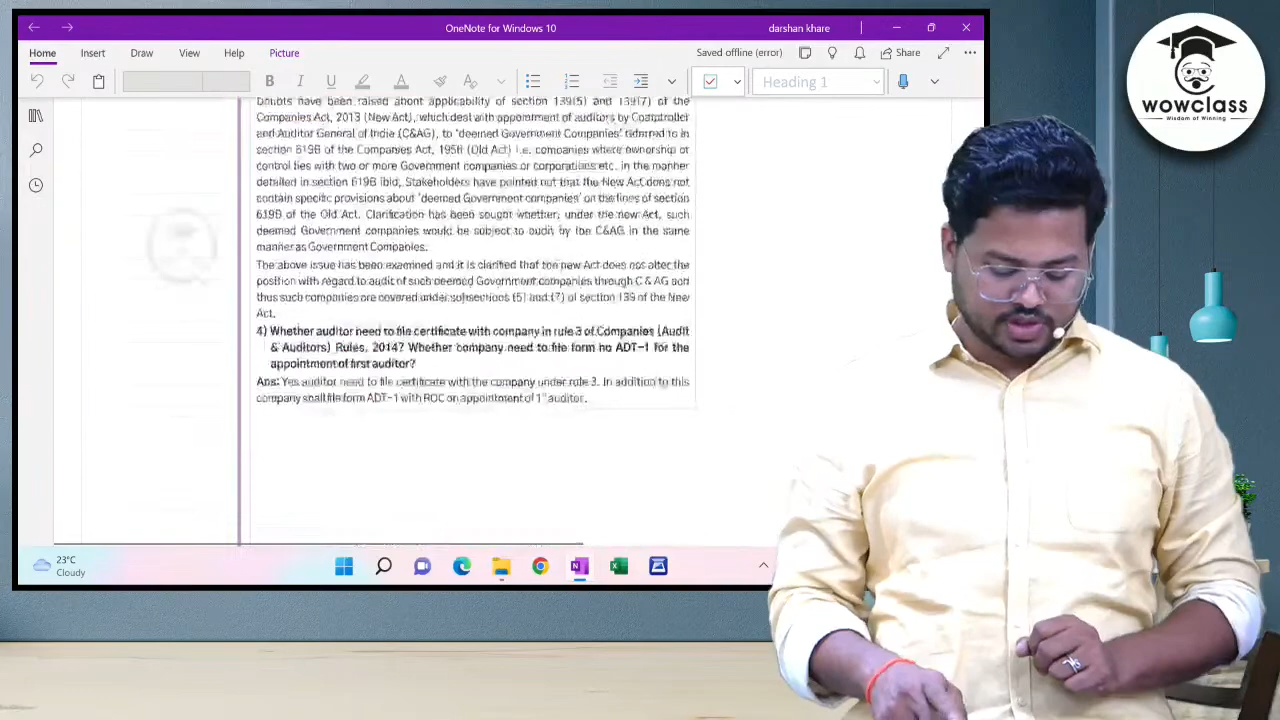 OneNote for Windows 10
darshan khare
Home Insert Draw View Help Picture
Saved offline (error)
Share
Heading 1
Doubts have been raised about applicability of section 139(5) and 139(7) of the
Companies Act, 2013 (New Act), which deal with appointment of auditors by Comptroller
and Auditor General of India (C&AG), to 'deemed Government Companies' referred to in
section 619B of the Companies Act, 1956 (Old Act) i.e. companies where ownership or
control lies with two or more Government companies or corporations etc. in the manner
detailed in section 619B ibid, Stakeholders have pointed out that the New Act does not
contain specific provisions about 'deemed Government companies' on the lines of section
619B of the Old Act. Clarification has been sought whether, under the new Act, such
deemed Government companies would be subject to audit by the C&AG in the same
manner as Government Companies.
The above issue has been examined and it is clarified that the new Act does not alter the
position with regard to audit of such deemed Government companies through C & AG and
thus such companies are covered under subsections (5) and (7) of section 139 of the New
Act.
4) Whether auditor need to file certificate with company in rule 3 of Companies (Audit
& Auditors) Rules, 2014? Whether company need to file form no ADT-1 for the
appointment of first auditor?
Ans: Yes auditor need to file certificate with the company under role 3. In addition to this
company shall file form ADT-1 with ROC on appointment of 1st auditor.
23°C
Cloudy
wowclass
Wisdom of Winning